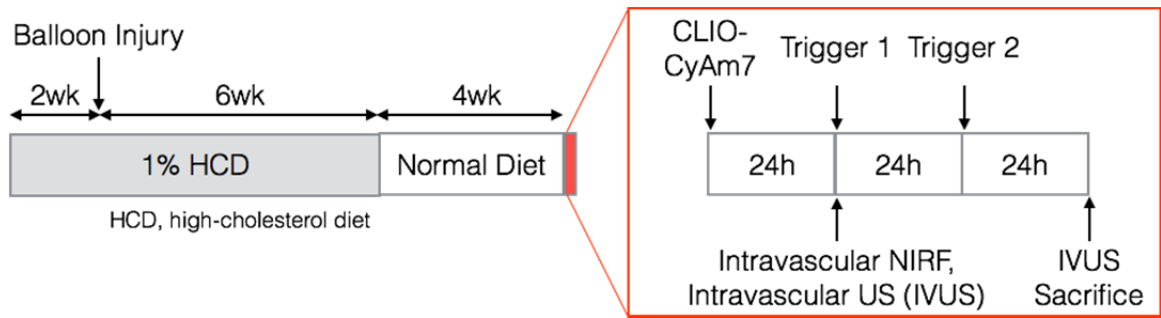 Balloon Injury
2wk
6wk
4wk
1% HCD
Normal Diet
HCD, high-cholesterol diet
CLIO-
CyAm7
Trigger 1
Trigger 2
24h
24h
24h
Intravascular NIRF,
Intravascular US (IVUS)
IVUS
Sacrifice